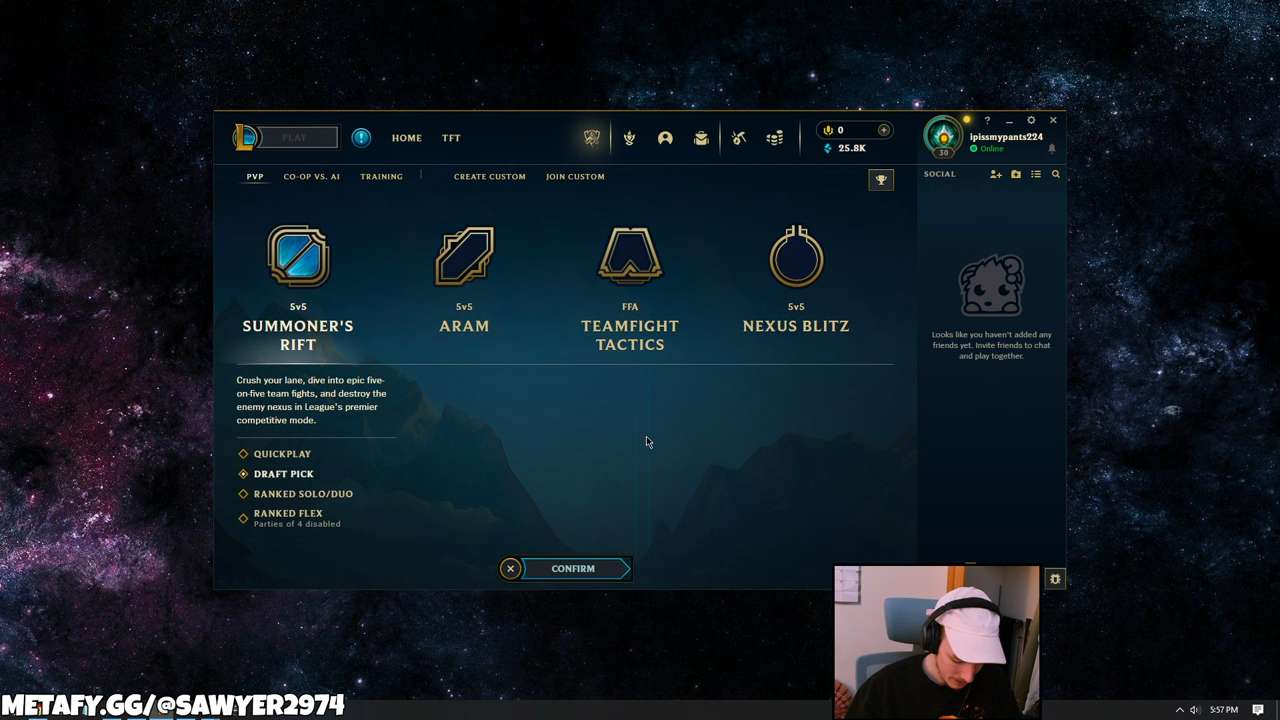 PLAY
HOME
TFT
0
25.8K
30
ipissmypants224
Online
PVP
CO-OP VS. AI
TRAINING
CREATE CUSTOM
JOIN CUSTOM
SOCIAL
5v5
SUMMONER'S
RIFT
5v5
ARAM
FFA
TEAMFIGHT
TACTICS
5v5
NEXUS BLITZ
Looks like you haven't added any
friends yet. Invite friends to chat
and play together.
Crush your lane, dive into epic five-
on-five team fights, and destroy the
enemy nexus in League's premier
competitive mode.
QUICKPLAY
DRAFT PICK
RANKED SOLO/DUO
RANKED FLEX
Parties of 4 disabled
CONFIRM
METAFY.GG/@SAWYER2974
5:57 PM